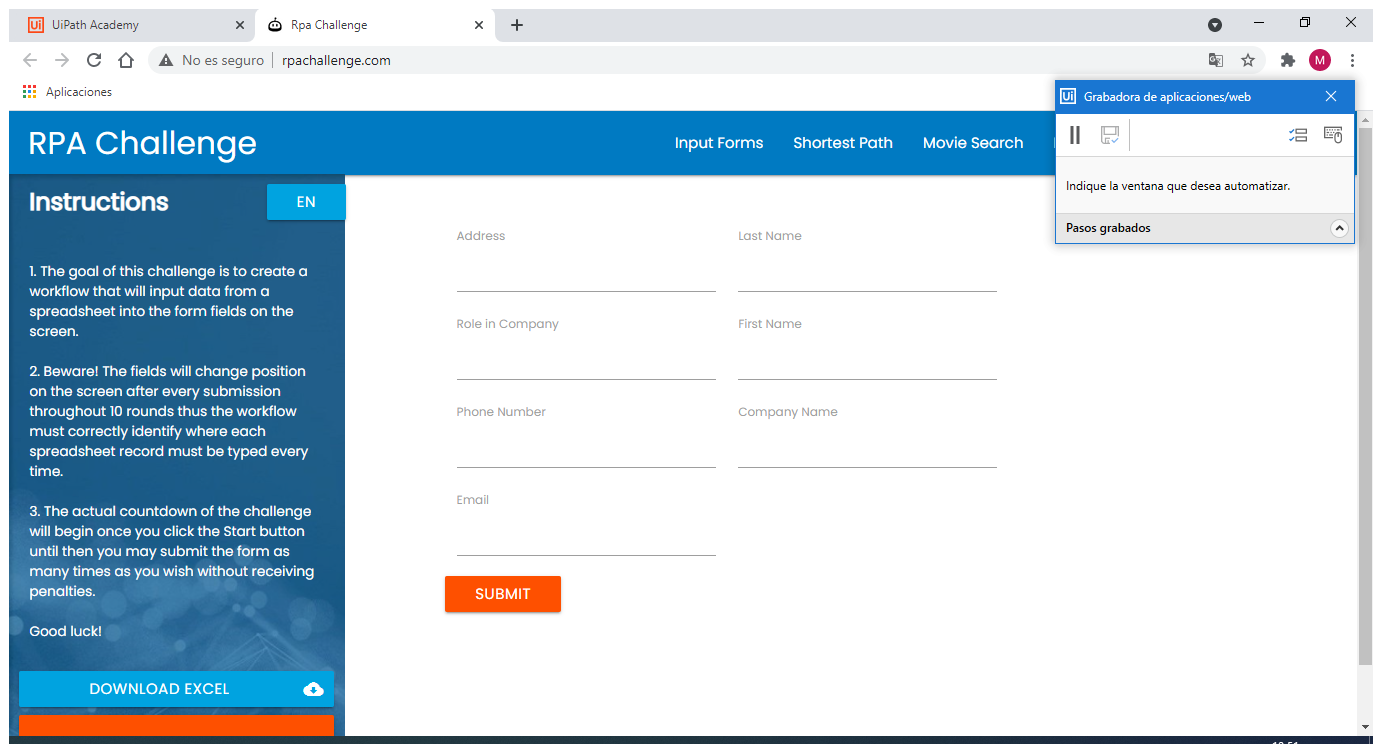 Ui UiPath Academy
Rpa Challenge
No es seguro rpachallenge.com
M
Aplicaciones
Ui Grabadora de aplicaciones/web
Indique la ventana que desea automatizar.
Pasos grabados
RPA Challenge
Input Forms Shortest Path Movie Search
Instructions EN
1. The goal of this challenge is to create a
workflow that will input data from a
spreadsheet into the form fields on the
screen.
2. Beware! The fields will change position
on the screen after every submission
throughout 10 rounds thus the workflow
must correctly identify where each
spreadsheet record must be typed every
time.
3. The actual countdown of the challenge
will begin once you click the Start button
until then you may submit the form as
many times as you wish without receiving
penalties.
Good luck!
DOWNLOAD EXCEL
Address Last Name
Role in Company First Name
Phone Number Company Name
Email
SUBMIT